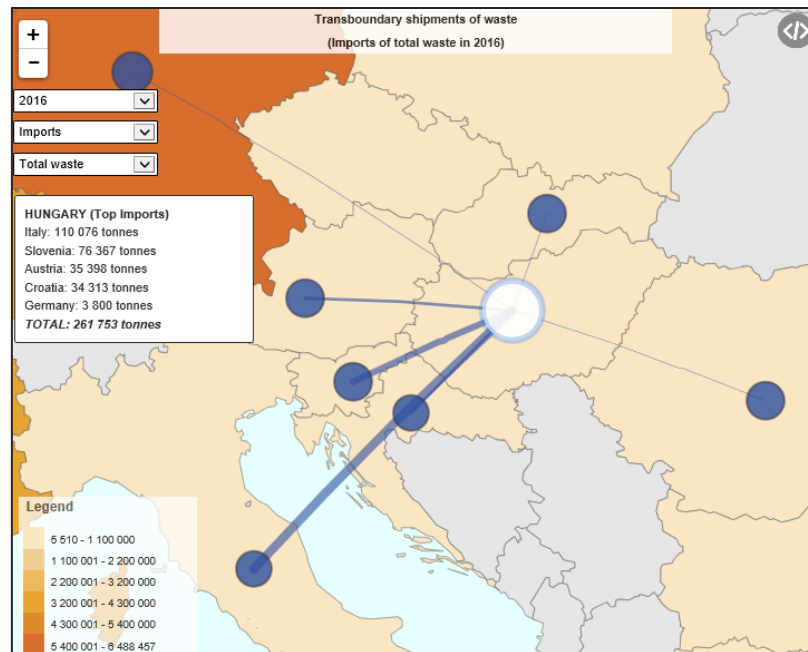 Transboundary shipments of waste
(Imports of total waste in 2016)
+
−
</>
2016
Imports
Total waste
HUNGARY (Top Imports)
Italy: 110 076 tonnes
Slovenia: 76 367 tonnes
Austria: 35 398 tonnes
Croatia: 34 313 tonnes
Germany: 3 800 tonnes
TOTAL: 261 753 tonnes
Legend
5 510 - 1 100 000
1 100 001 - 2 200 000
2 200 001 - 3 200 000
3 200 001 - 4 300 000
4 300 001 - 5 400 000
5 400 001 - 6 488 457